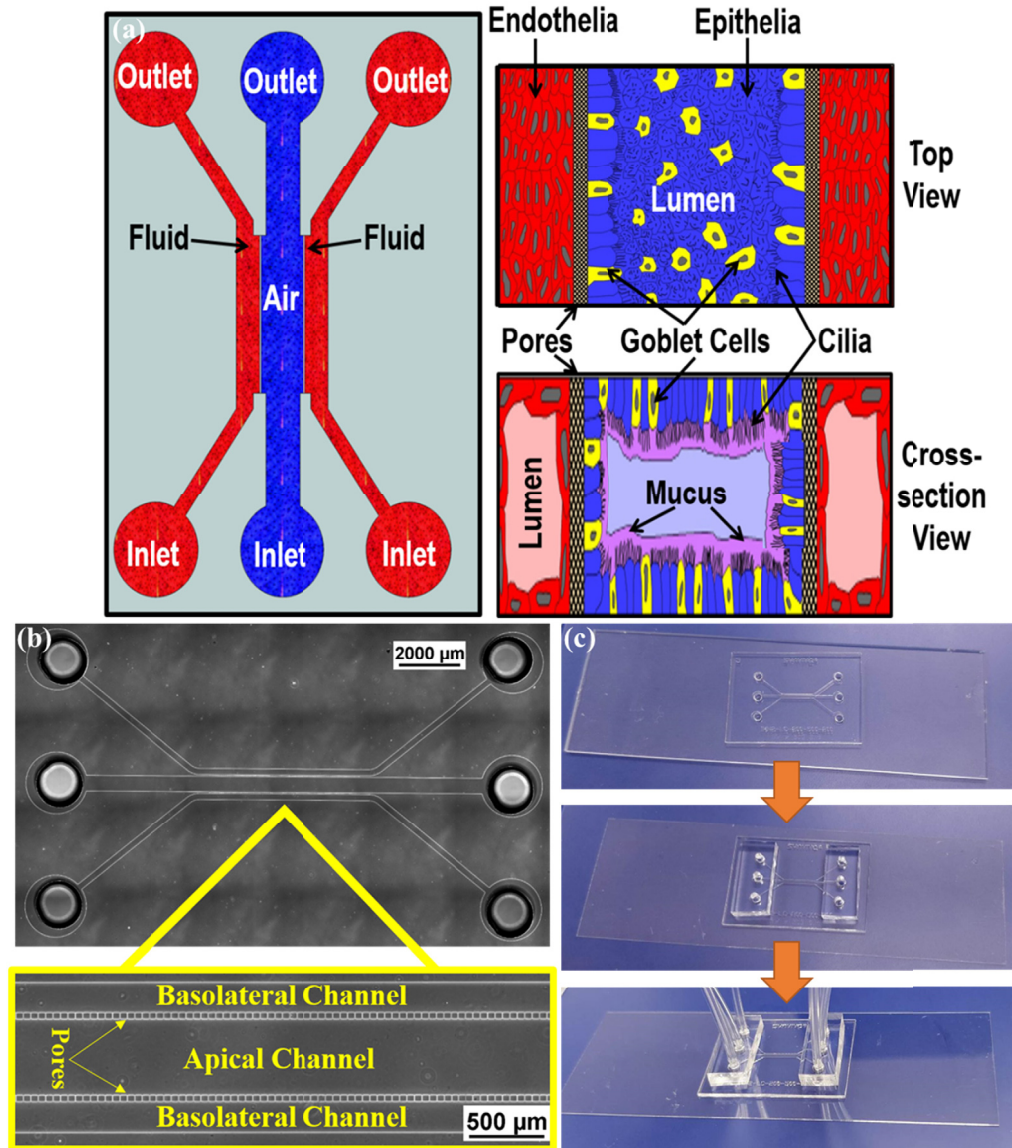 (a)
Outlet
Outlet
Outlet
Fluid
Fluid
Air
Inlet
Inlet
Inlet
Endothelia
Epithelia
Lumen
Top
View
Pores
Goblet Cells
Cilia
Lumen
Mucus
Cross-
section
View
(b)
2000 µm
Basolateral Channel
Pores
Apical Channel
Basolateral Channel
500 µm
(c)